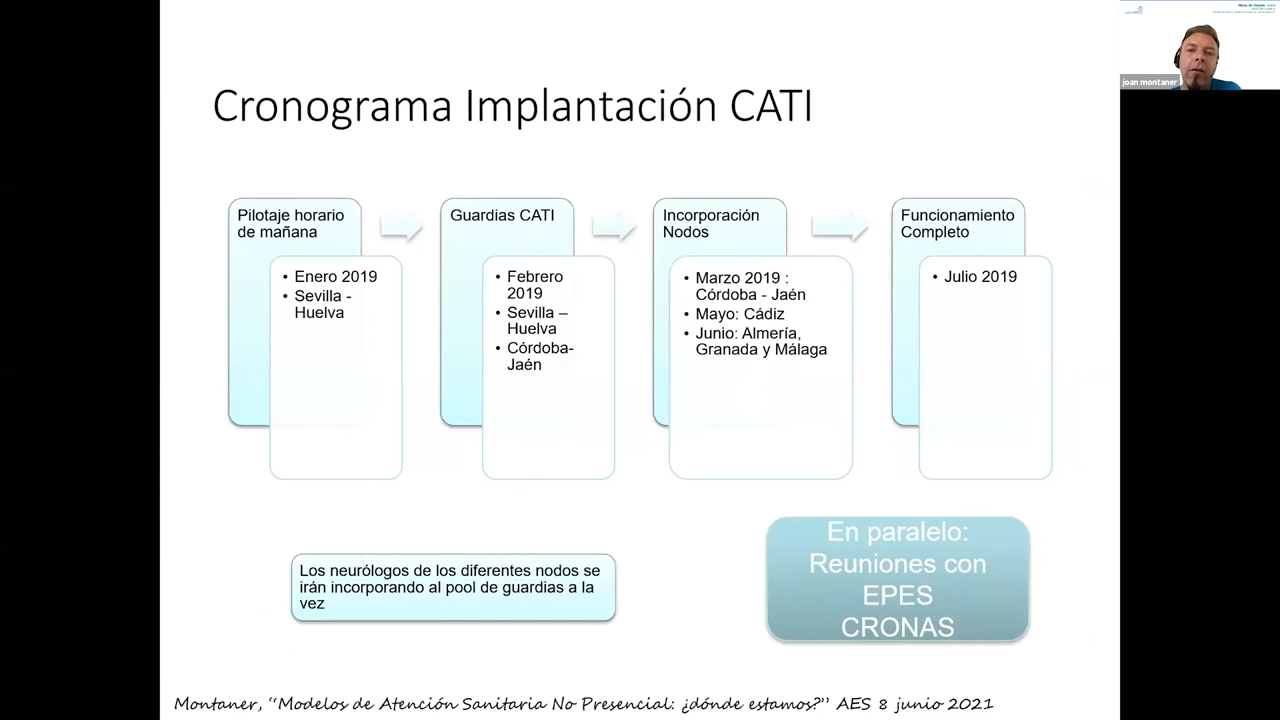 joan montaner
Cronograma Implantación CATI
Pilotaje horario
de mañana
• Enero 2019
• Sevilla -
Huelva
Guardias CATI
• Febrero
2019
• Sevilla –
Huelva
• Córdoba-
Jaén
Incorporación
Nodos
• Marzo 2019 :
Córdoba - Jaén
• Mayo: Cádiz
• Junio: Almería,
Granada y Málaga
Funcionamiento
Completo
• Julio 2019
Los neurólogos de los diferentes nodos se
irán incorporando al pool de guardias a la
vez
En paralelo:
Reuniones con
EPES
CRONAS
Montaner, “Modelos de Atención Sanitaria No Presencial: ¿dónde estamos?” AES 8 junio 2021